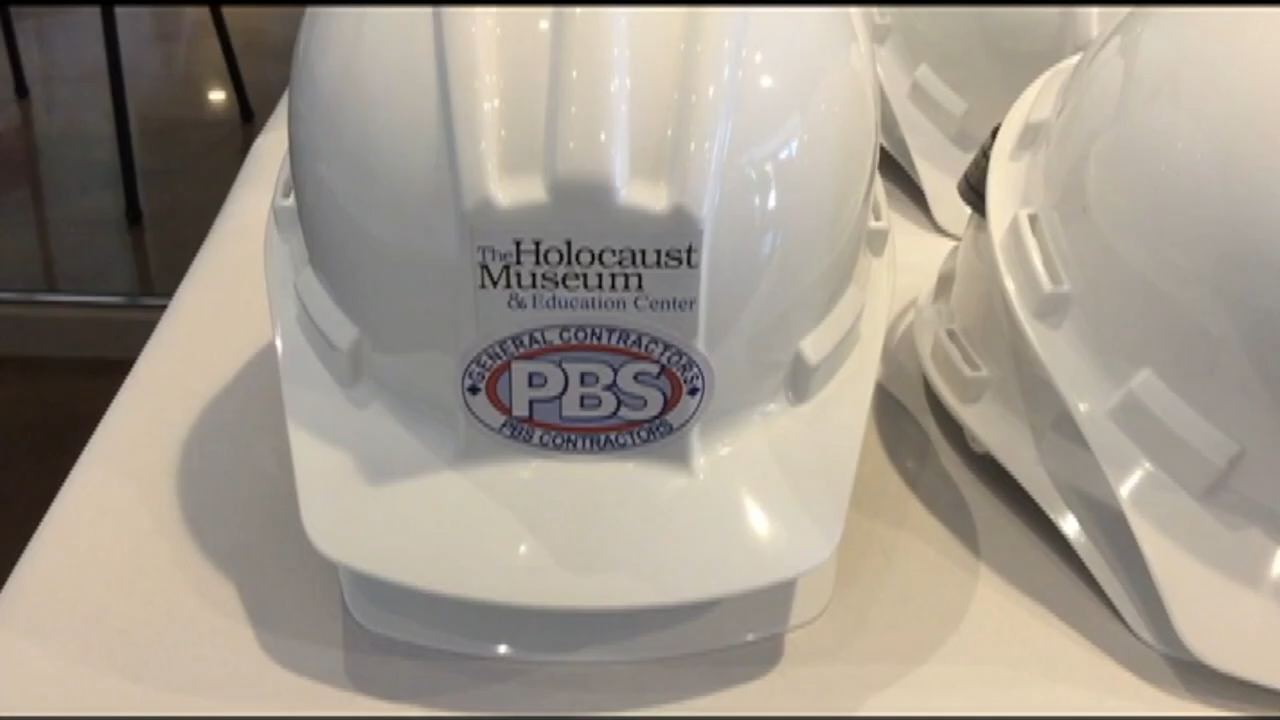 The Holocaust
Museum
& Education Center
GENERAL CONTRACTORS
PBS
PBS CONTRACTORS